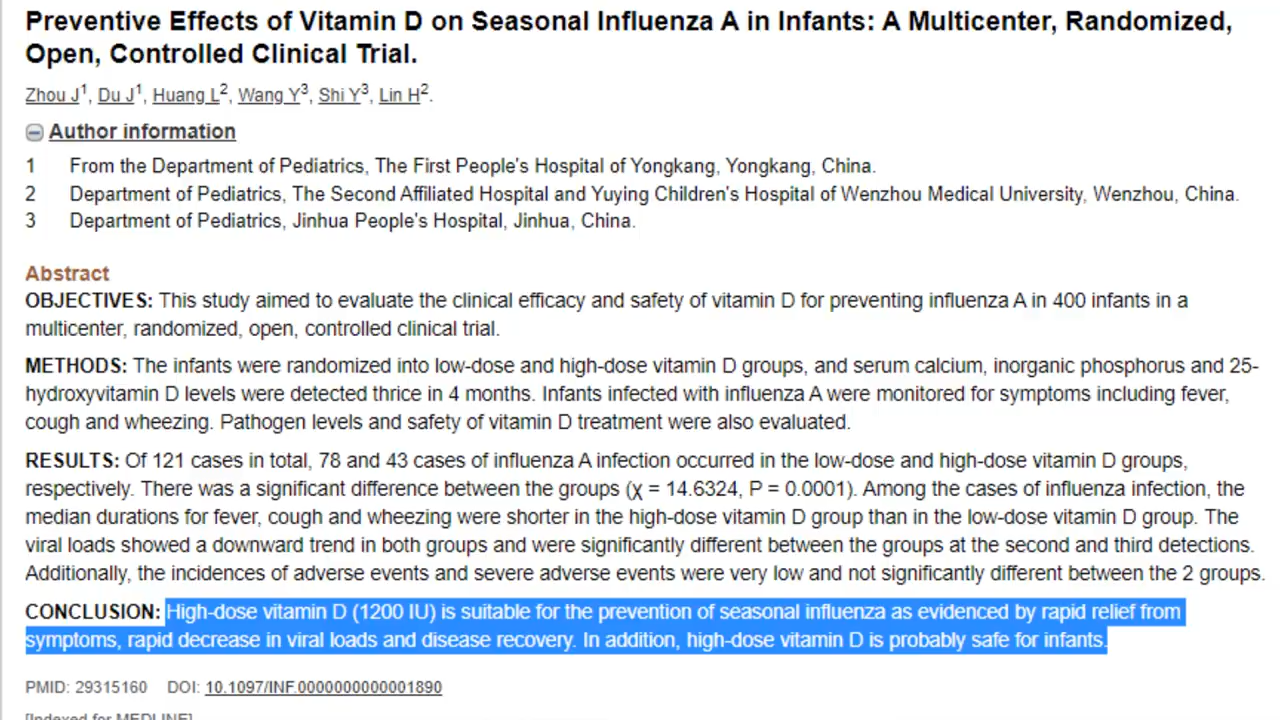 Preventive Effects of Vitamin D on Seasonal Influenza A in Infants: A Multicenter, Randomized,
Open, Controlled Clinical Trial.
Zhou J1, Du J1, Huang L2, Wang Y3, Shi Y3, Lin H2.
Author information
1 From the Department of Pediatrics, The First People's Hospital of Yongkang, Yongkang, China.
2 Department of Pediatrics, The Second Affiliated Hospital and Yuying Children's Hospital of Wenzhou Medical University, Wenzhou, China.
3 Department of Pediatrics, Jinhua People's Hospital, Jinhua, China.
Abstract
OBJECTIVES: This study aimed to evaluate the clinical efficacy and safety of vitamin D for preventing influenza A in 400 infants in a
multicenter, randomized, open, controlled clinical trial.
METHODS: The infants were randomized into low-dose and high-dose vitamin D groups, and serum calcium, inorganic phosphorus and 25-
hydroxyvitamin D levels were detected thrice in 4 months. Infants infected with influenza A were monitored for symptoms including fever,
cough and wheezing. Pathogen levels and safety of vitamin D treatment were also evaluated.
RESULTS: Of 121 cases in total, 78 and 43 cases of influenza A infection occurred in the low-dose and high-dose vitamin D groups,
respectively. There was a significant difference between the groups (χ = 14.6324, P = 0.0001). Among the cases of influenza infection, the
median durations for fever, cough and wheezing were shorter in the high-dose vitamin D group than in the low-dose vitamin D group. The
viral loads showed a downward trend in both groups and were significantly different between the groups at the second and third detections.
Additionally, the incidences of adverse events and severe adverse events were very low and not significantly different between the 2 groups.
CONCLUSION: High-dose vitamin D (1200 IU) is suitable for the prevention of seasonal influenza as evidenced by rapid relief from
symptoms, rapid decrease in viral loads and disease recovery. In addition, high-dose vitamin D is probably safe for infants.
PMID: 29315160 DOI: 10.1097/INF.0000000000001890
[Indexed for MEDLINE]